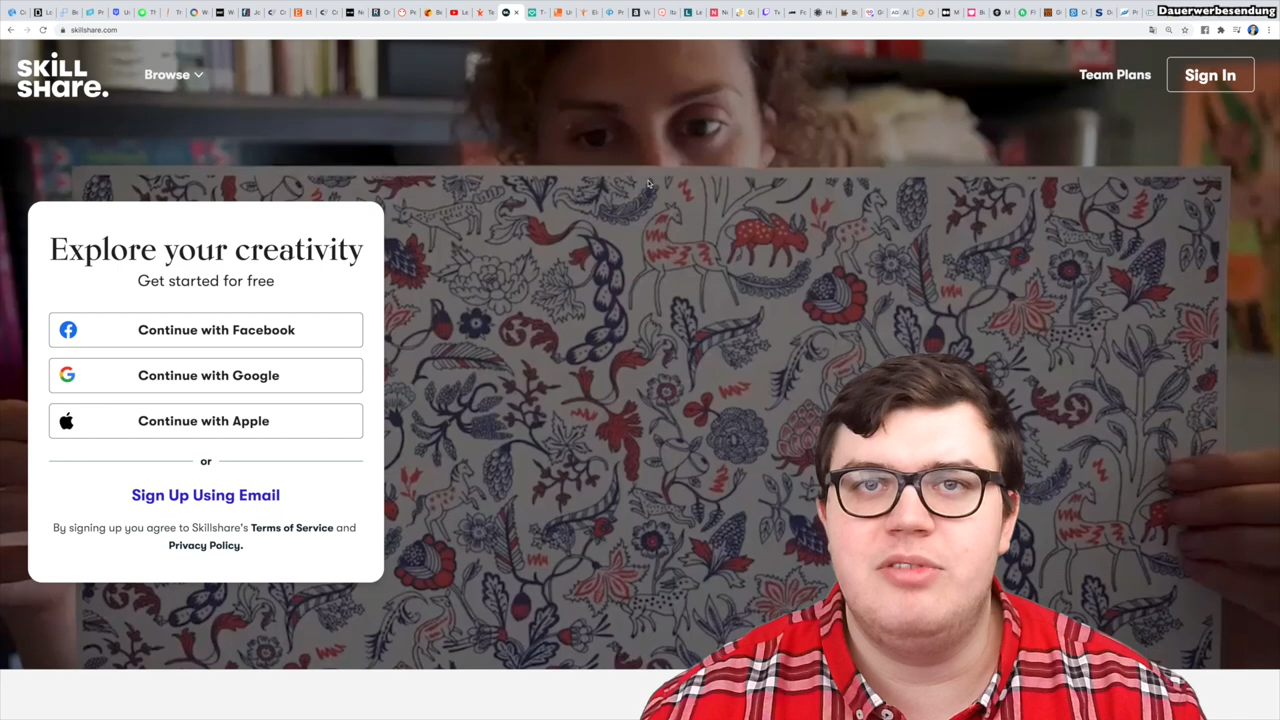 Dauerwerbesendung
skillshare.com
SKiLL
SHare.
Browse
Team Plans
Sign In
Explore your creativity
Get started for free
Continue with Facebook
Continue with Google
Continue with Apple
or
Sign Up Using Email
By signing up you agree to Skillshare's Terms of Service and
Privacy Policy.